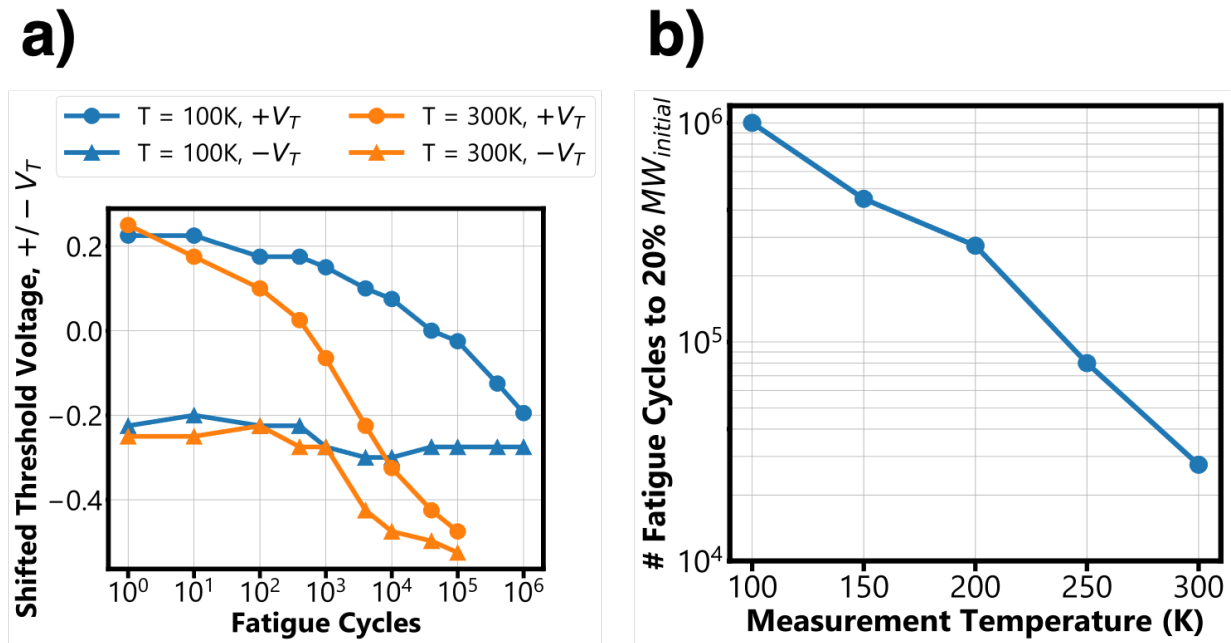 a)
b)
T = 100K, +V_T
T = 300K, +V_T
T = 100K, −V_T
T = 300K, −V_T
Shifted Threshold Voltage, + / − V_T
0.2
0.0
−0.2
−0.4
10^0 10^1 10^2 10^3 10^4 10^5 10^6
Fatigue Cycles
# Fatigue Cycles to 20% MW_initial
10^6
10^5
10^4
100 150 200 250 300
Measurement Temperature (K)